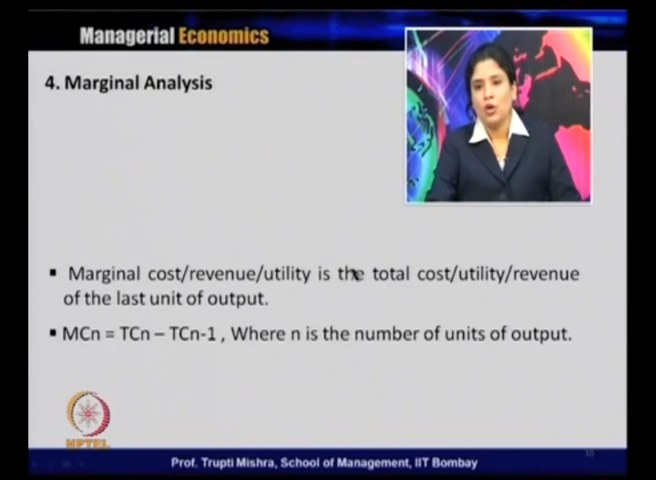 Managerial Economics
4. Marginal Analysis
▪ Marginal cost/revenue/utility is the total cost/utility/revenue
of the last unit of output.
▪ MCn = TCn – TCn-1 , Where n is the number of units of output.
NPTEL
Prof. Trupti Mishra, School of Management, IIT Bombay